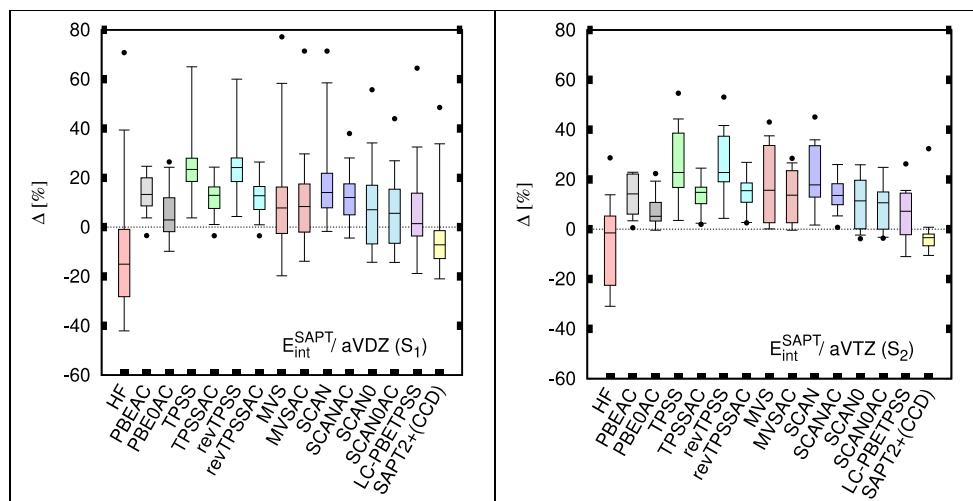 80
60
40
20
0
-20
-40
-60
Δ [%]
E_int^SAPT / aVDZ (S_1)
HF
PBEAC
PBE0AC
TPSS
TPSSAC
revTPSS
revTPSSAC
MVS
MVSAC
SCAN
SCANAC
SCAN0
SCAN0AC
LC-PBETPSS
SAPT2+(CCD)
80
60
40
20
0
-20
-40
-60
Δ [%]
E_int^SAPT / aVTZ (S_2)
HF
PBEAC
PBE0AC
TPSS
TPSSAC
revTPSS
revTPSSAC
MVS
MVSAC
SCAN
SCANAC
SCAN0
SCAN0AC
LC-PBETPSS
SAPT2+(CCD)